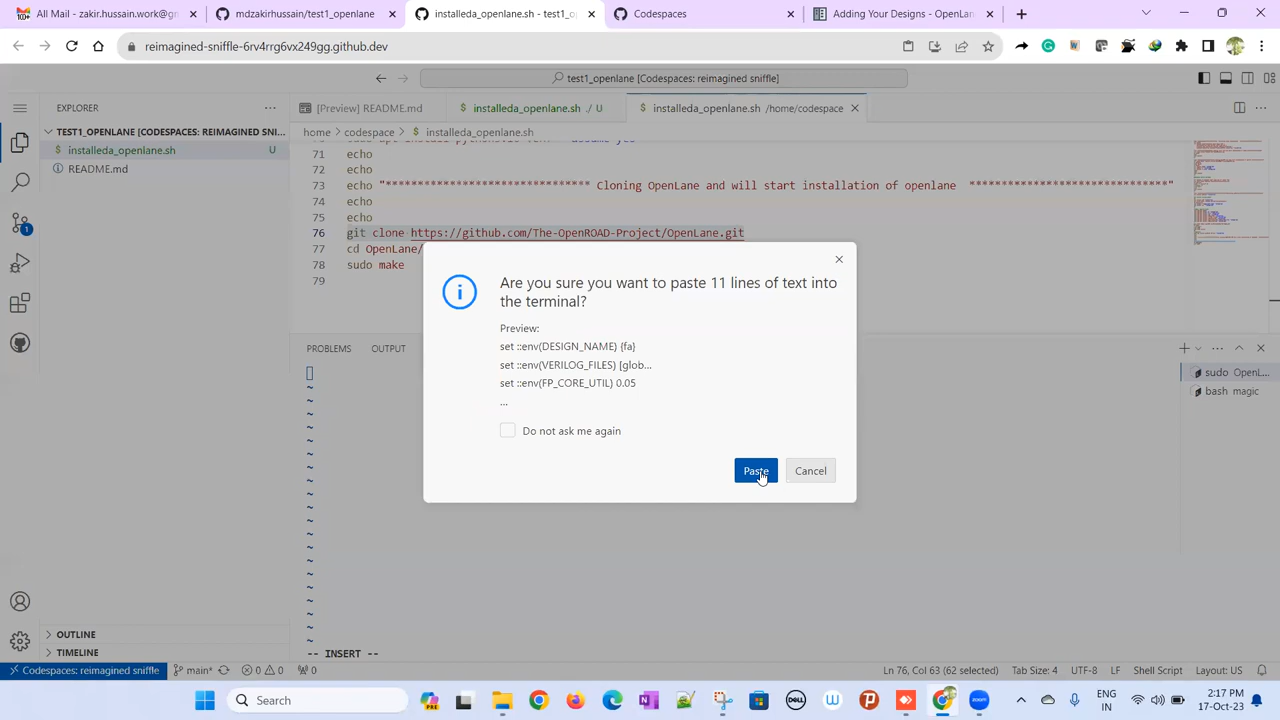 All Mail - zakir.hussain.work@gn
mdzakirhussain/test1_openlane
installeda_openlane.sh - test1_o
Codespaces
Adding Your Designs - OpenLan
reimagined-sniffle-6rv4rrg6vx249gg.github.dev
test1_openlane [Codespaces: reimagined sniffle]
EXPLORER
[Preview] README.md
installeda_openlane.sh ./ U
installeda_openlane.sh /home/codespace
TEST1_OPENLANE [CODESPACES: REIMAGINED SNI...
home > codespace > installeda_openlane.sh
installeda_openlane.sh U
README.md
71 echo
72 echo
73 echo "****************************** Cloning OpenLane and will start installation of openlane *****************************"
74 echo
75 echo
76 git clone https://github.com/The-OpenROAD-Project/OpenLane.git
77 cd OpenLane/
78 sudo make
79
Are you sure you want to paste 11 lines of text into
the terminal?
Preview:
set ::env(DESIGN_NAME) {fa}
set ::env(VERILOG_FILES) [glob...
set ::env(FP_CORE_UTIL) 0.05
...
Do not ask me again
Paste
Cancel
PROBLEMS
OUTPUT
sudo OpenL...
bash magic
~
~
~
~
~
~
~
~
~
~
~
~
~
~
-- INSERT --
OUTLINE
TIMELINE
Codespaces: reimagined sniffle
main*
0
0
0
Ln 76, Col 63 (62 selected)
Tab Size: 4
UTF-8
LF
Shell Script
Layout: US
Search
ENG
IN
2:17 PM
17-Oct-23